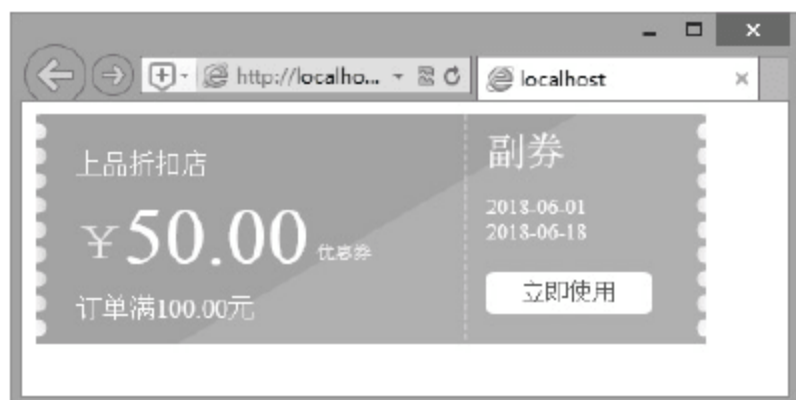 http://localho...
localhost
上品折扣店
￥50.00 优惠券
订单满100.00元
副券
2018-06-01
2018-06-18
立即使用